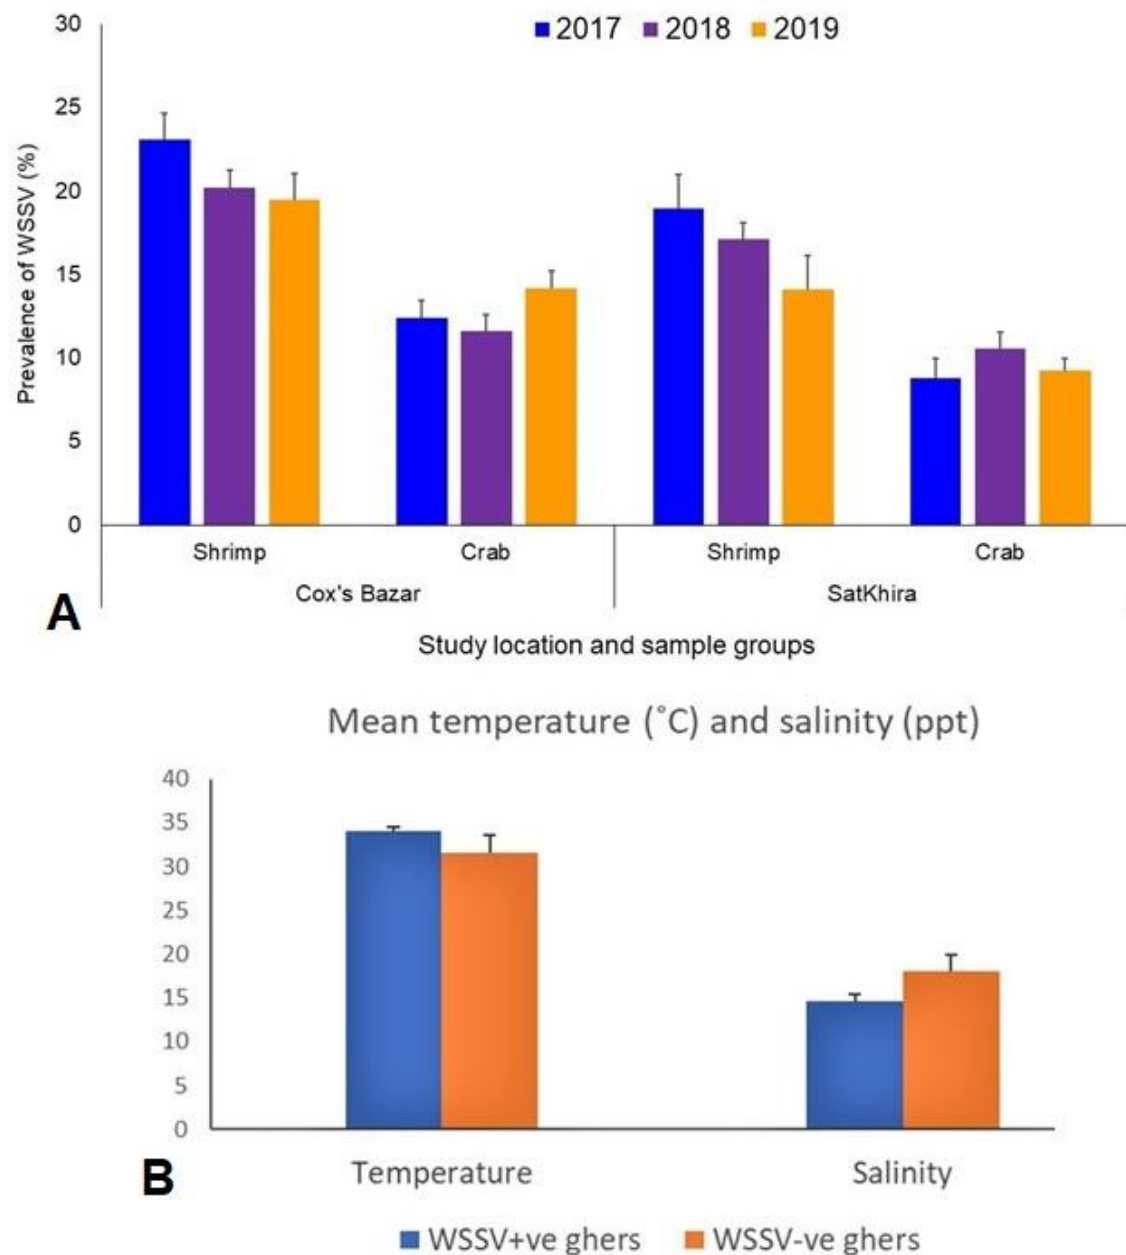 30
2017 2018 2019
25
20
15
10
5
0
Prevalence of WSSV (%)
Shrimp Crab Shrimp Crab
Cox's Bazar SatKhira
A
Study location and sample groups
Mean temperature (˚C) and salinity (ppt)
40
35
30
25
20
15
10
5
0
B
Temperature Salinity
WSSV+ve ghers WSSV-ve ghers